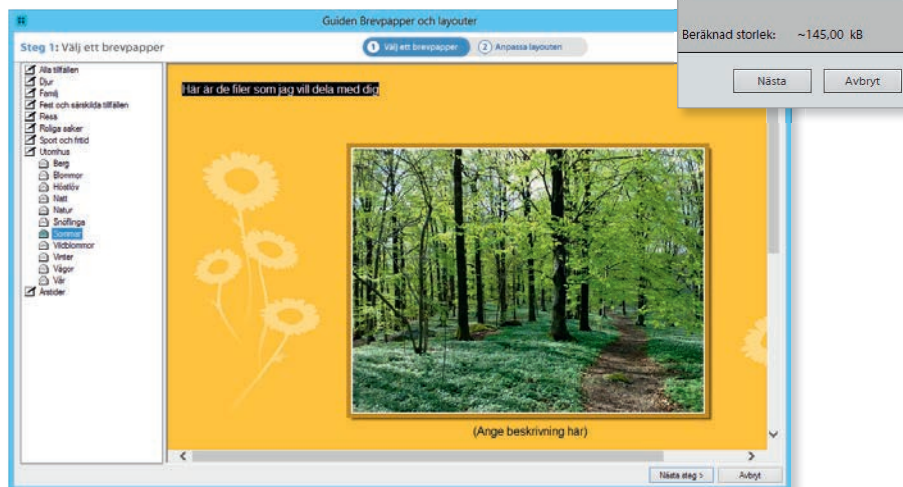 Guiden Brevpapper och layouter
Beräknad storlek: ~145,00 kB
Nästa Avbryt
Steg 1: Välj ett brevpapper
1 Välj ett brevpapper 2 Anpassa layouten
Alla tillfällen
Djur
Familj
Fest och särskilda tillfällen
Resa
Roliga saker
Sport och fritid
Utomhus
Berg
Blommor
Höstlöv
Natt
Natur
Snöflinga
Sommar
Vildblommor
Vinter
Vågor
Vår
Årstider
Här är de filer som jag vill dela med dig
(Ange beskrivning här)
Nästa steg > Avbryt